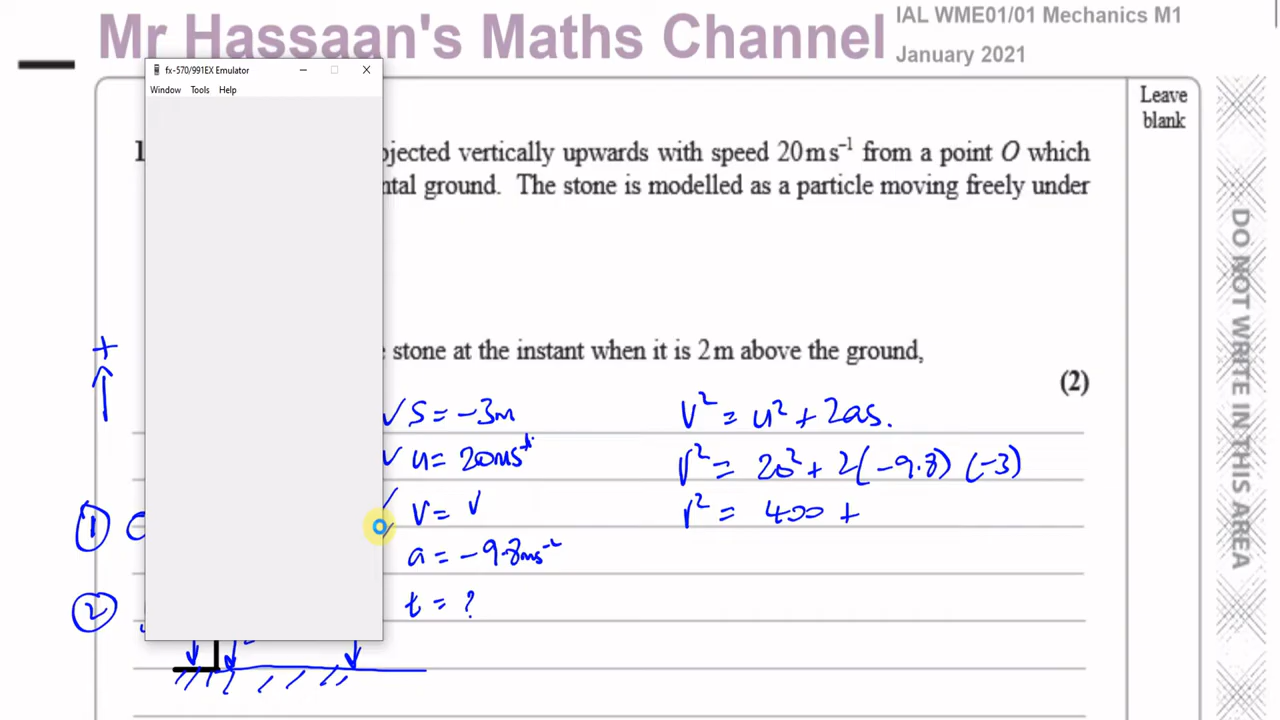 Mr Hassaan's Maths Channel
IAL WME01/01 Mechanics M1
January 2021
fx-570/991EX Emulator
Window Tools Help
Leave
blank
1
jected vertically upwards with speed 20 m s⁻¹ from a point O which
ntal ground. The stone is modelled as a particle moving freely under
stone at the instant when it is 2 m above the ground,
(2)
+
✓ S = -3m
✓ u = 20ms⁻¹
✓ v = v
a = -9.8ms⁻²
t = ?
v² = u² + 2as.
v² = 20² + 2(-9.8)(-3)
v² = 400 +
①
②
DO NOT WRITE IN THIS AREA